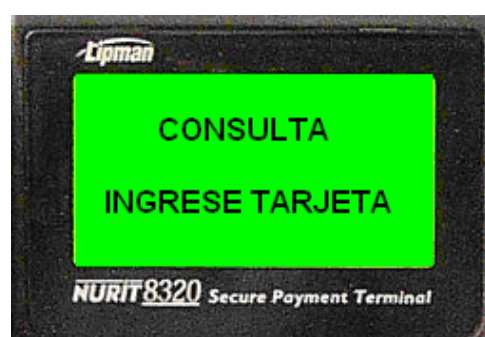 Lipman
CONSULTA
INGRESE TARJETA
NURIT 8320 Secure Payment Terminal